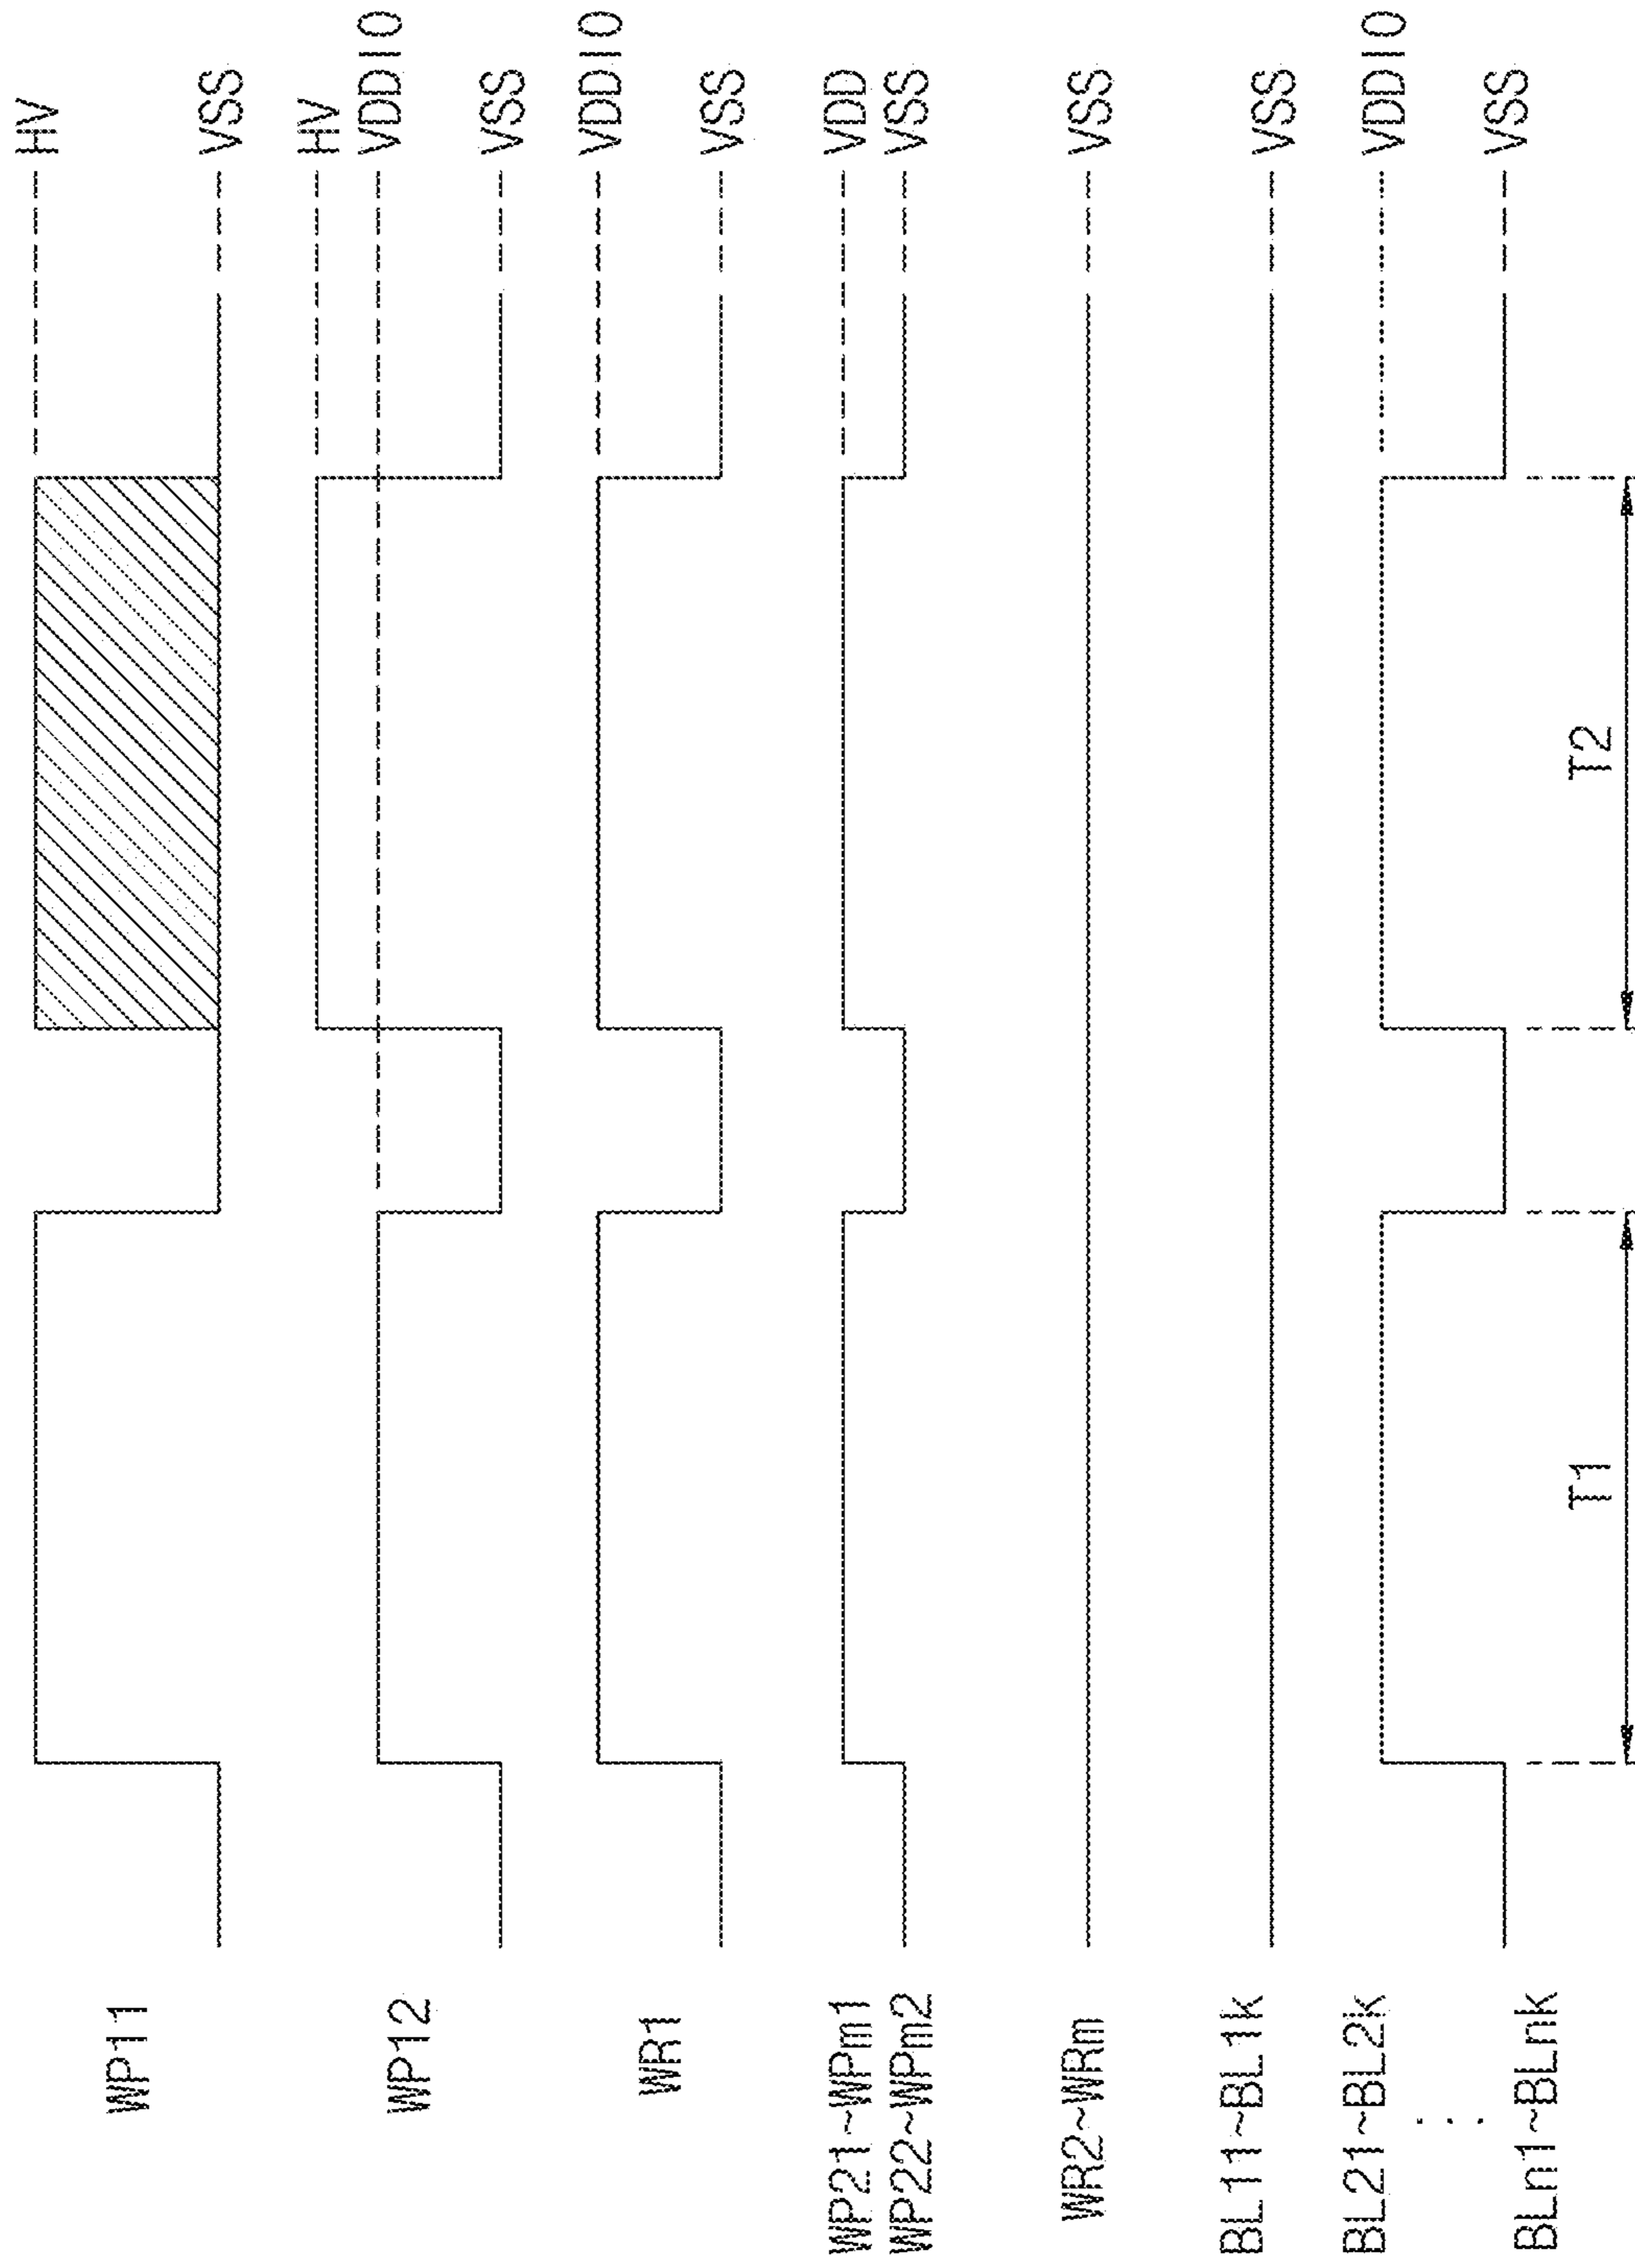 WP11
HV
VSS
WP12
HV
VDDIO
VSS
WR1
VDDIO
VSS
WP21~WPm1
WP22~WPm2
VDD
VSS
WR2~WRm
VSS
BL11~BL1k
VSS
BL21~BL2k
⋮
BLn1~BLnk
VDDIO
VSS
T1
T2